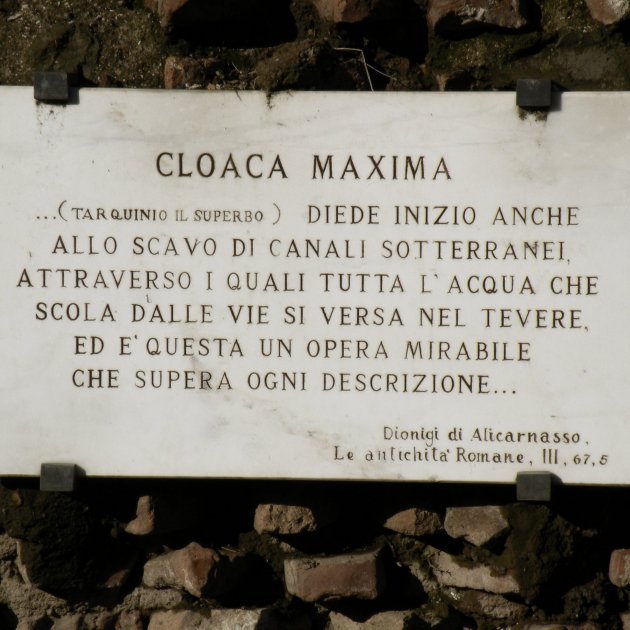 CLOACA MAXIMA
...(TARQUINIO IL SUPERBO) DIEDE INIZIO ANCHE
ALLO SCAVO DI CANALI SOTTERRANEI,
ATTRAVERSO I QUALI TUTTA L'ACQUA CHE
SCOLA DALLE VIE SI VERSA NEL TEVERE,
ED E' QUESTA UN OPERA MIRABILE
CHE SUPERA OGNI DESCRIZIONE...
Dionigi di Alicarnasso,
Le antichita' Romane, III, 67,5